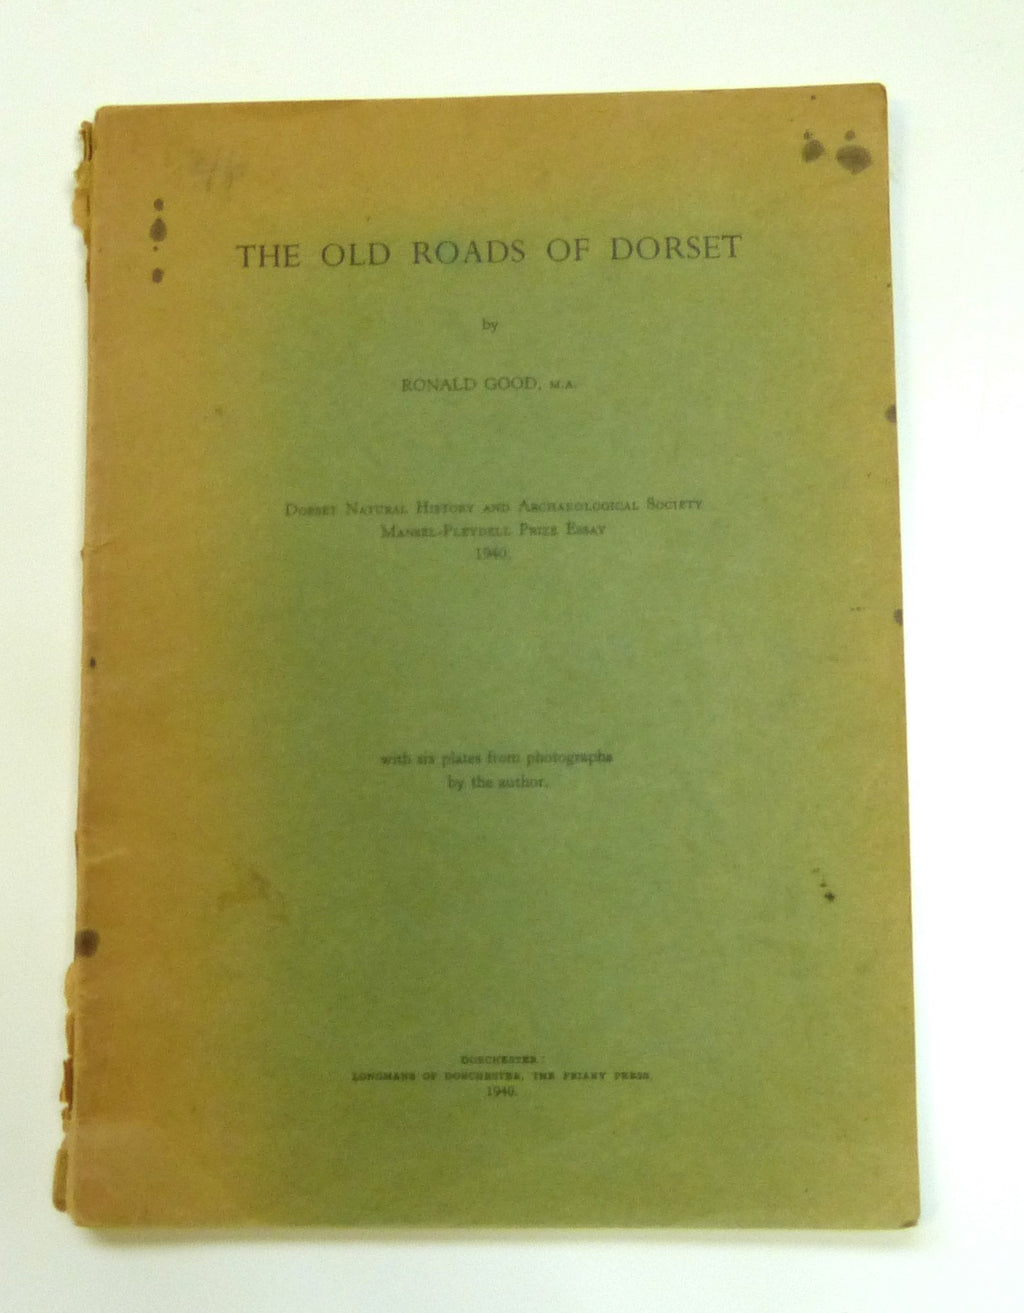 THE OLD ROADS OF DORSET
by
RONALD GOOD, M.A.
DORSET NATURAL HISTORY AND ARCHAEOLOGICAL SOCIETY
MANSEL-PLEYDELL PRIZE ESSAY
1940.
with six plates from photographs
by the author.
DORCHESTER:
LONGMANS OF DORCHESTER, THE FRIARY PRESS.
1940.